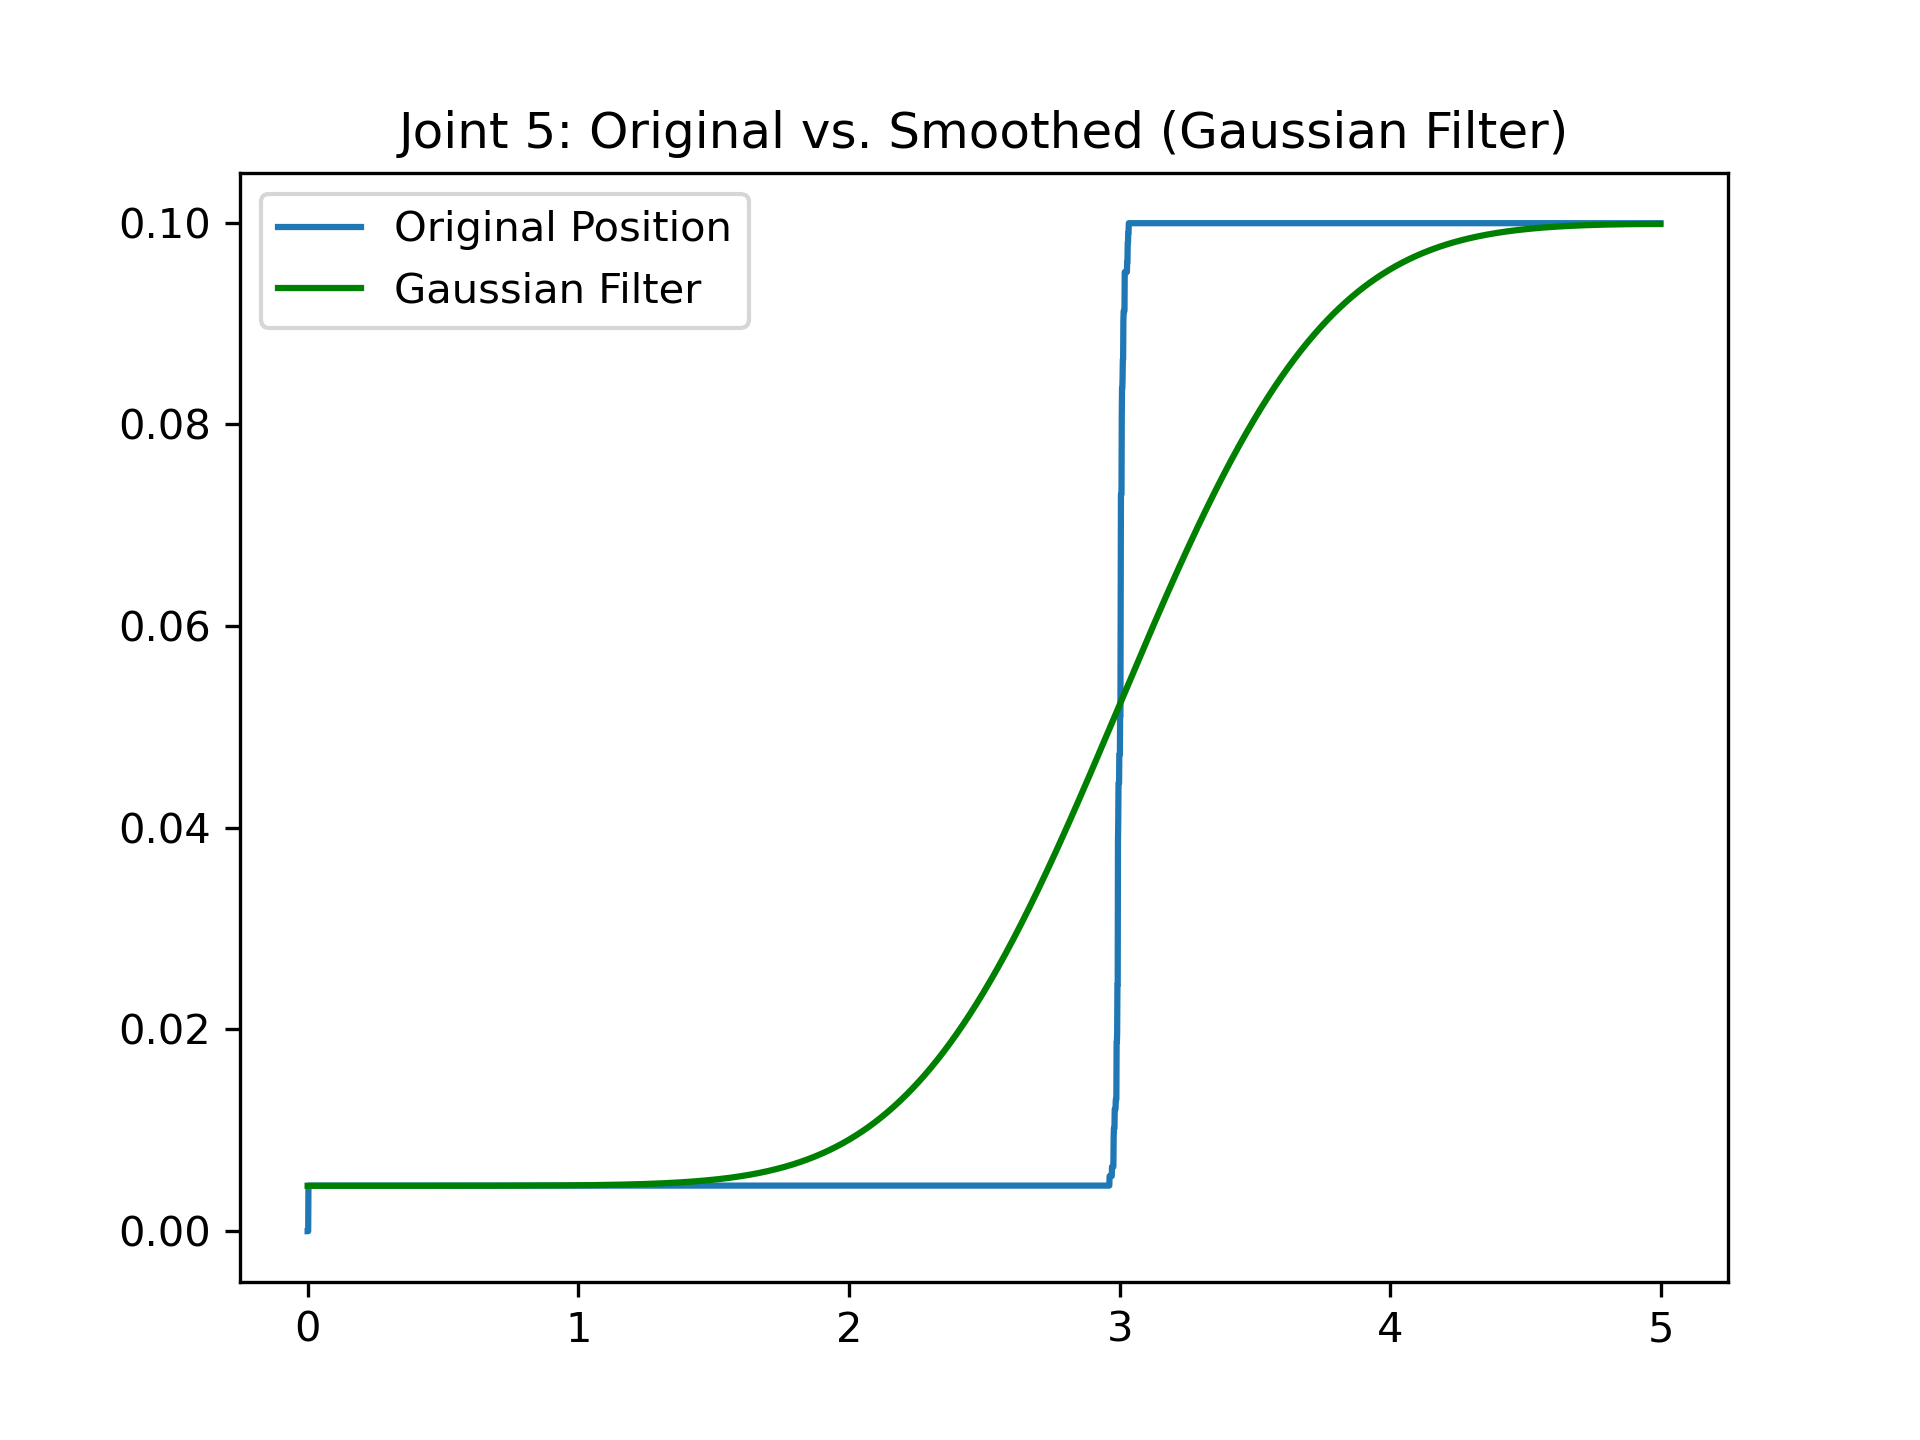 Joint 5: Original vs. Smoothed (Gaussian Filter)
Original Position
Gaussian Filter
0.10
0.08
0.06
0.04
0.02
0.00
0 1 2 3 4 5